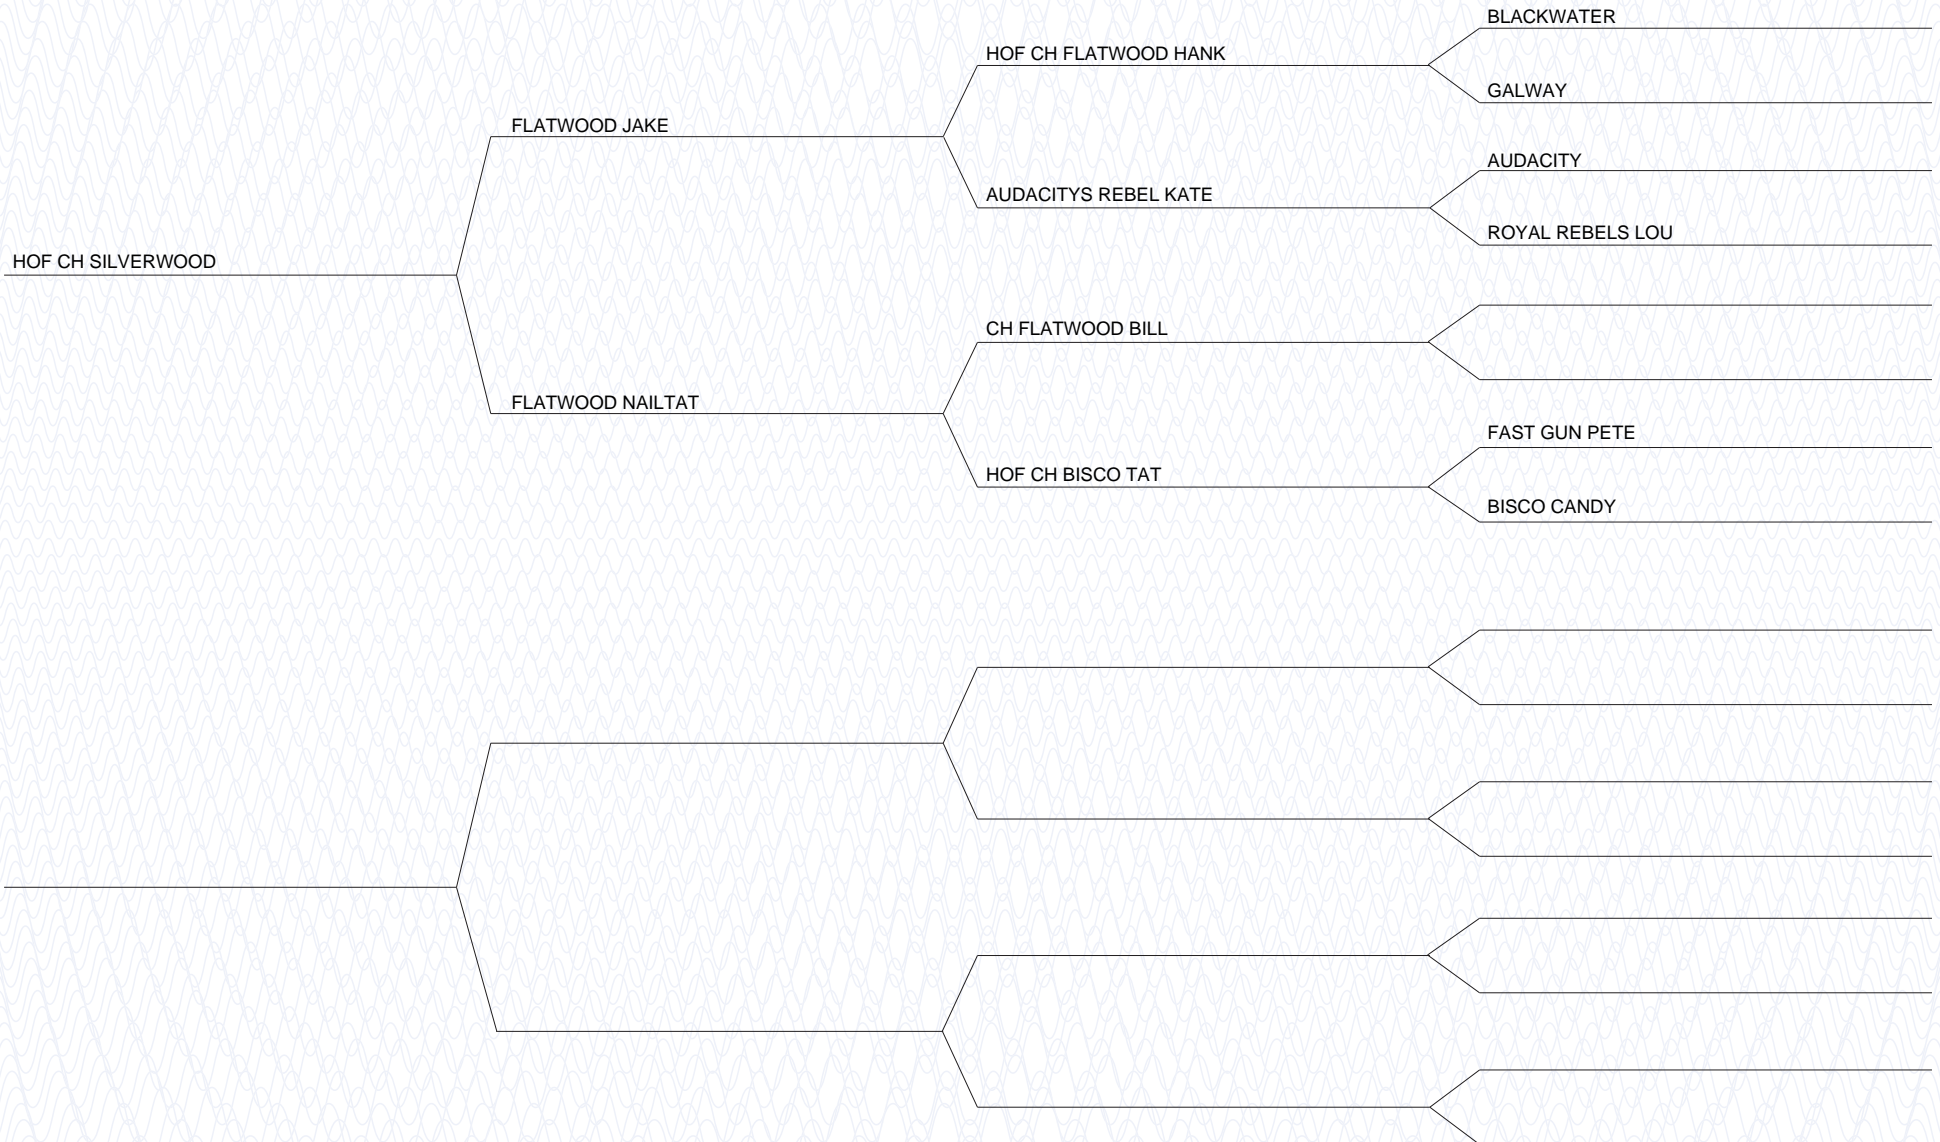 BLACKWATER
HOF CH FLATWOOD HANK
GALWAY
FLATWOOD JAKE
AUDACITY
AUDACITYS REBEL KATE
ROYAL REBELS LOU
HOF CH SILVERWOOD
CH FLATWOOD BILL
FLATWOOD NAILTAT
FAST GUN PETE
HOF CH BISCO TAT
BISCO CANDY